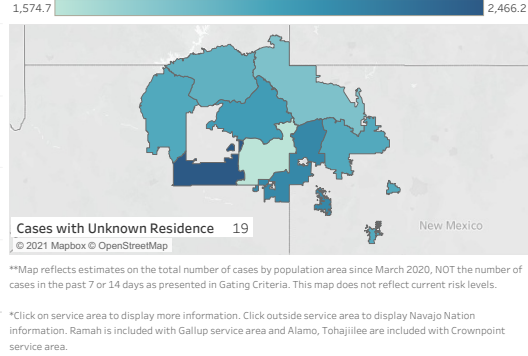 1,574.7 2,466.2
Cases with Unknown Residence 19
© 2021 Mapbox © OpenStreetMap
New Mexico
**Map reflects estimates on the total number of cases by population area since March 2020, NOT the number of
cases in the past 7 or 14 days as presented in Gating Criteria. This map does not reflect current risk levels.
*Click on service area to display more information. Click outside service area to display Navajo Nation
information. Ramah is included with Gallup service area and Alamo, Tohajiilee are included with Crownpoint
service area.